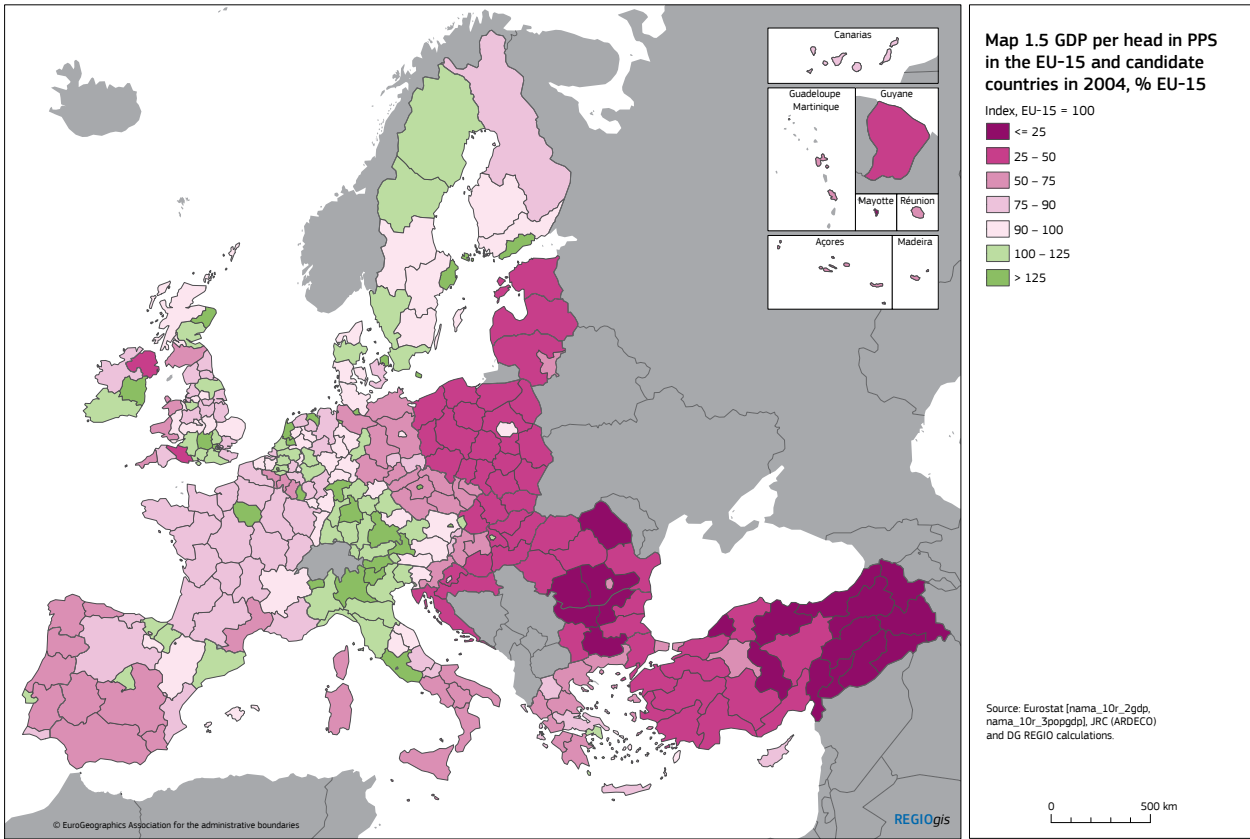 Canarias
Guadeloupe
Martinique
Guyane
Mayotte
Réunion
Açores
Madeira
Map 1.5 GDP per head in PPS
in the EU-15 and candidate
countries in 2004, % EU-15
Index, EU-15 = 100
<= 25
25 – 50
50 – 75
75 – 90
90 – 100
100 – 125
> 125
Source: Eurostat [nama_10r_2gdp,
nama_10r_3popgdp], JRC (ARDECO)
and DG REGIO calculations.
0 500 km
© EuroGeographics Association for the administrative boundaries
REGIOgis